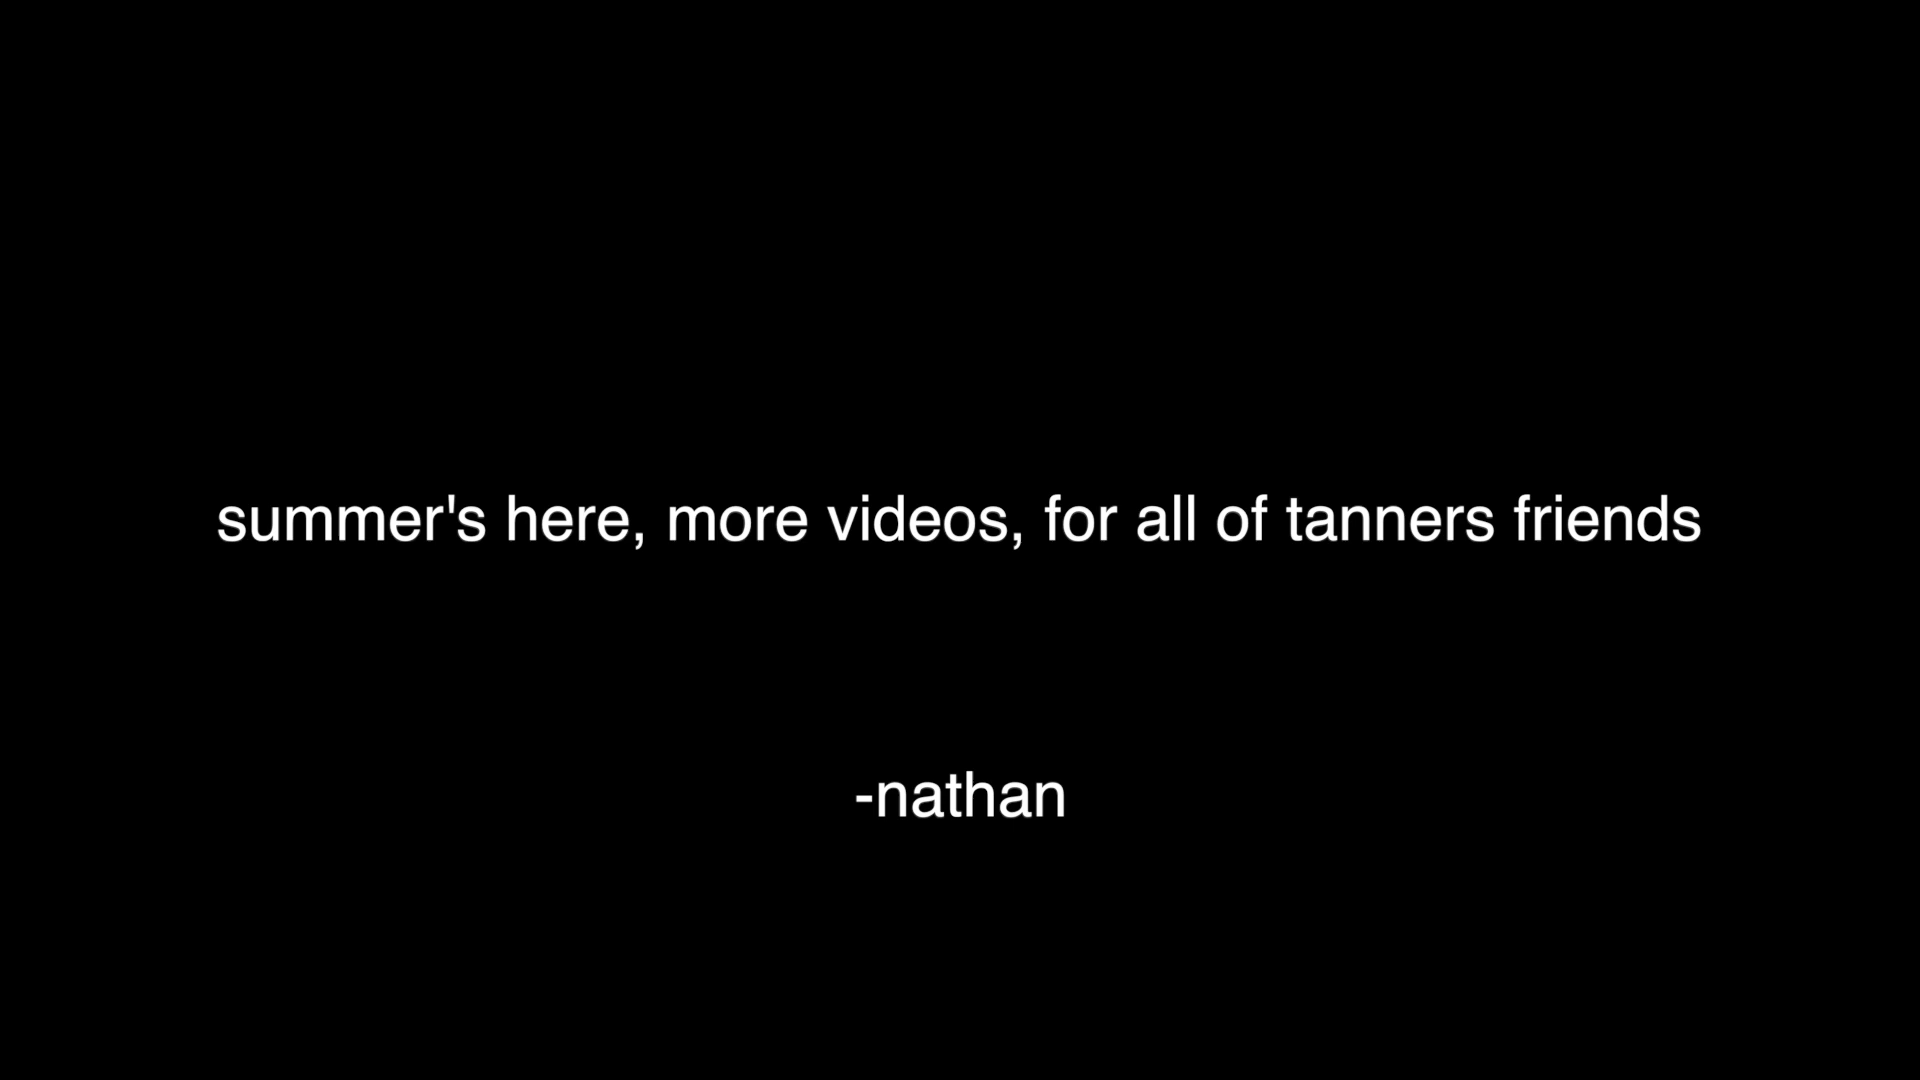 summer's here, more videos, for all of tanners friends
-nathan